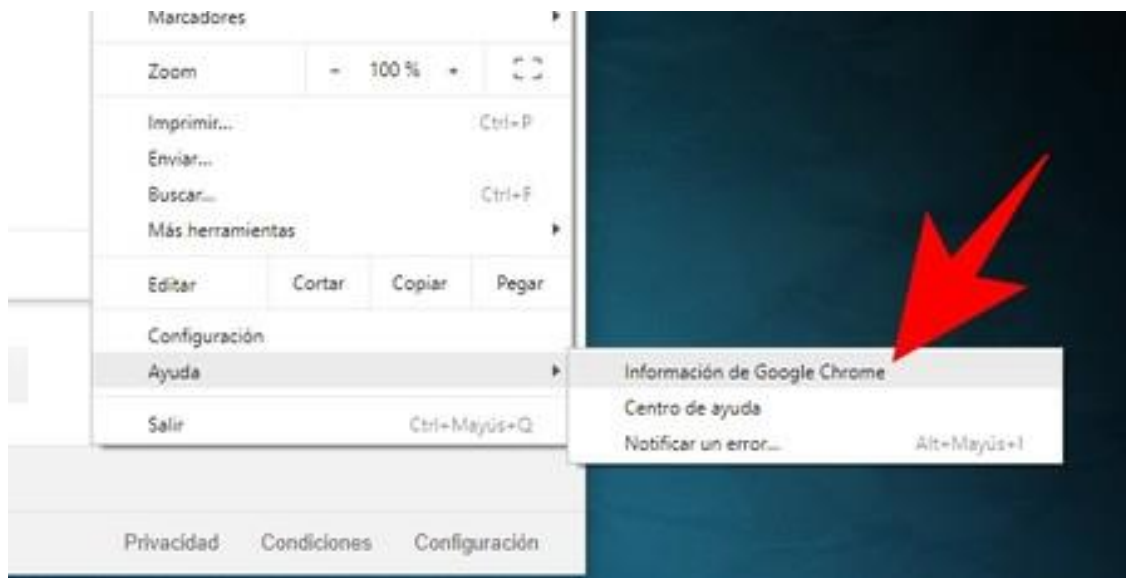 Marcadores
Zoom - 100 % +
Imprimir... Ctrl+P
Enviar...
Buscar... Ctrl+F
Más herramientas
Editar Cortar Copiar Pegar
Configuración
Ayuda
Información de Google Chrome
Centro de ayuda
Salir Ctrl+Mayús+Q
Notificar un error... Alt+Mayús+I
Privacidad Condiciones Configuración